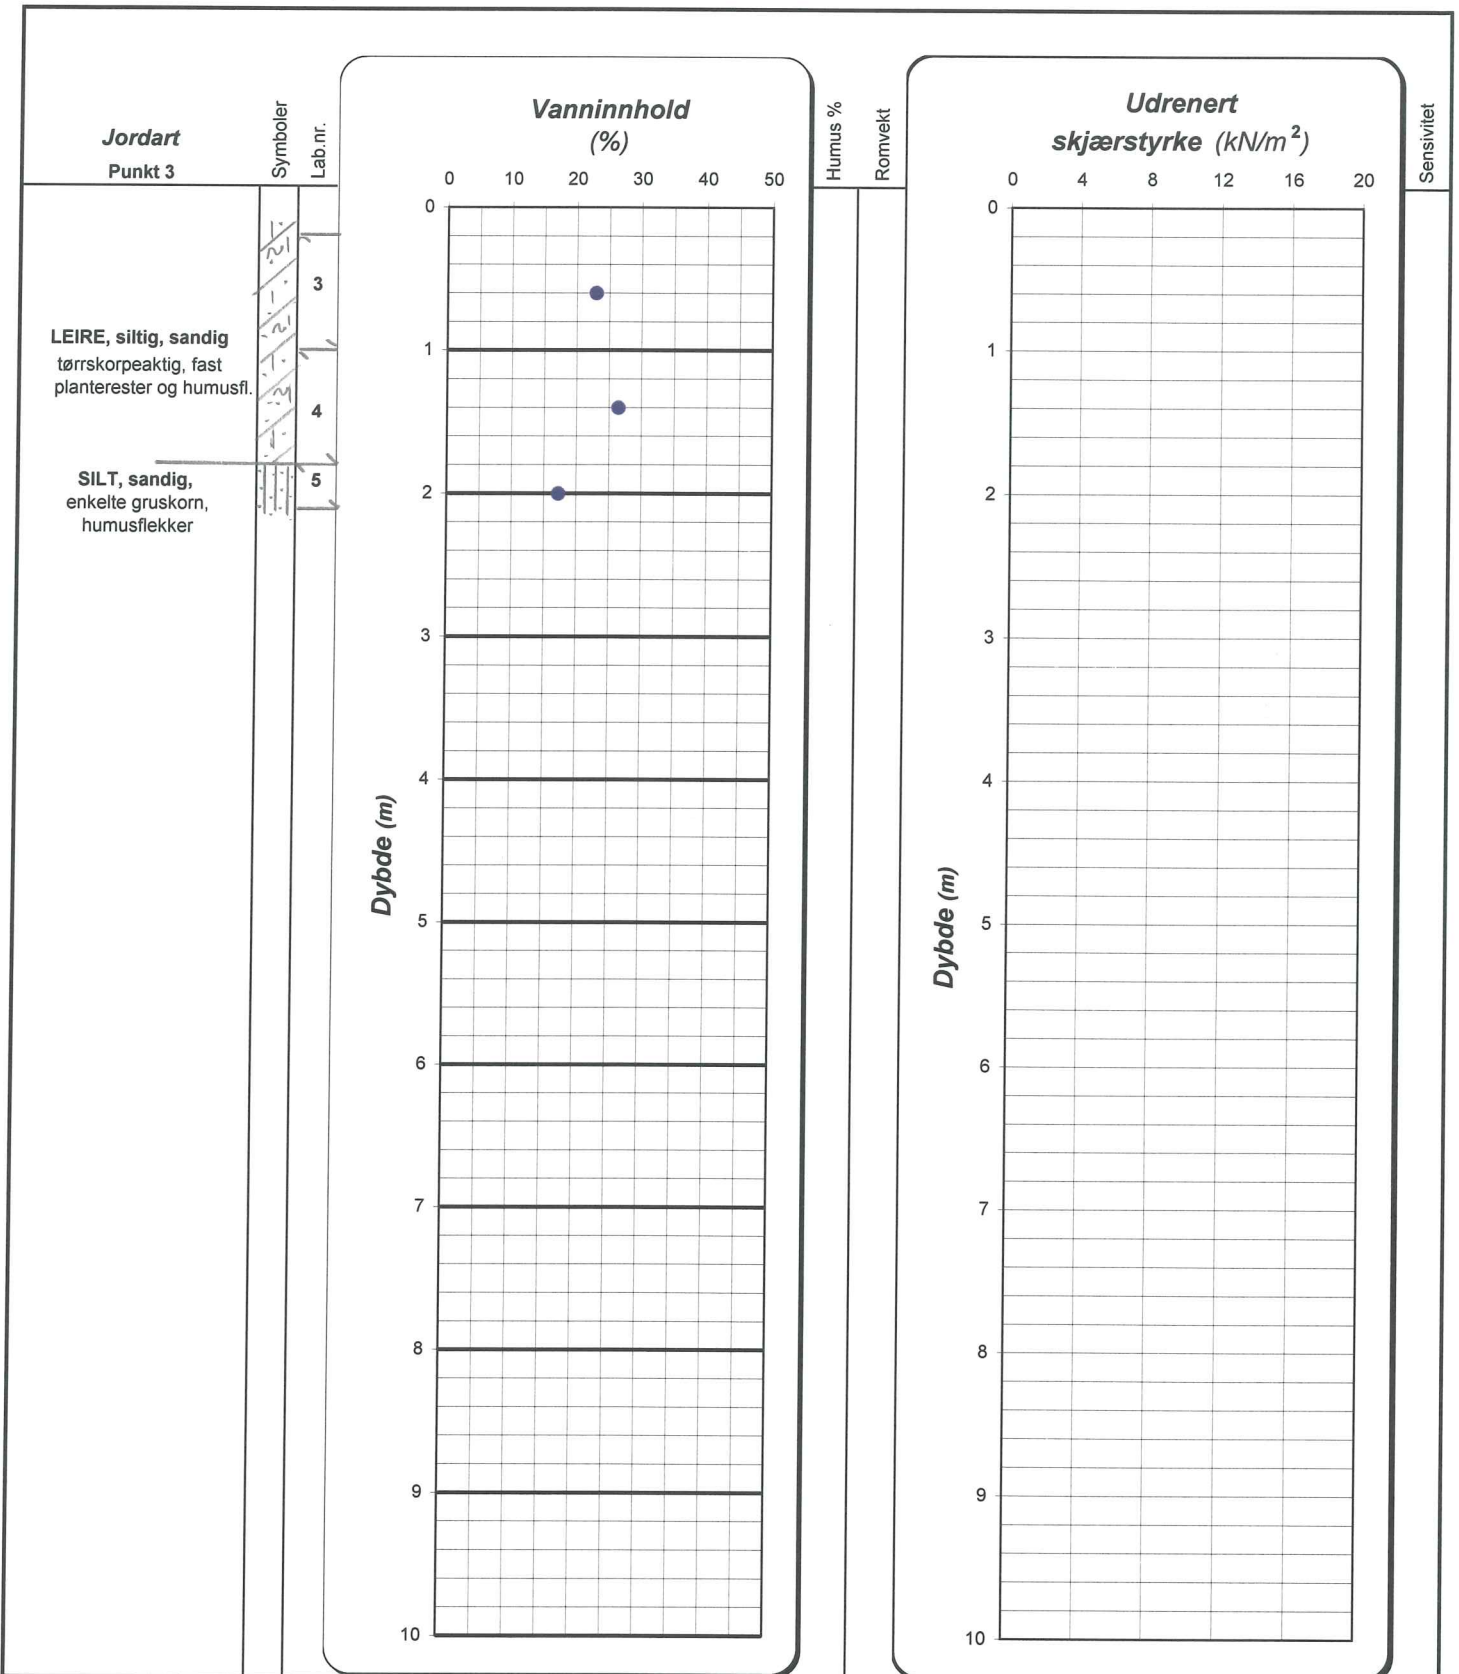 Jordart
Punkt 3
Symboler
Lab.nr.
Vanninnhold
(%)
0 10 20 30 40 50
Humus %
Romvekt
Udrenert
skjærstyrke (kN/m²)
0 4 8 12 16 20
Sensivitet
LEIRE, siltig, sandig
tørrskorpeaktig, fast
planterester og humusfl.
SILT, sandig,
enkelte gruskorn,
humusflekker
3
4
5
Dybde (m)
0
1
2
3
4
5
6
7
8
9
10
Dybde (m)
0
1
2
3
4
5
6
7
8
9
10